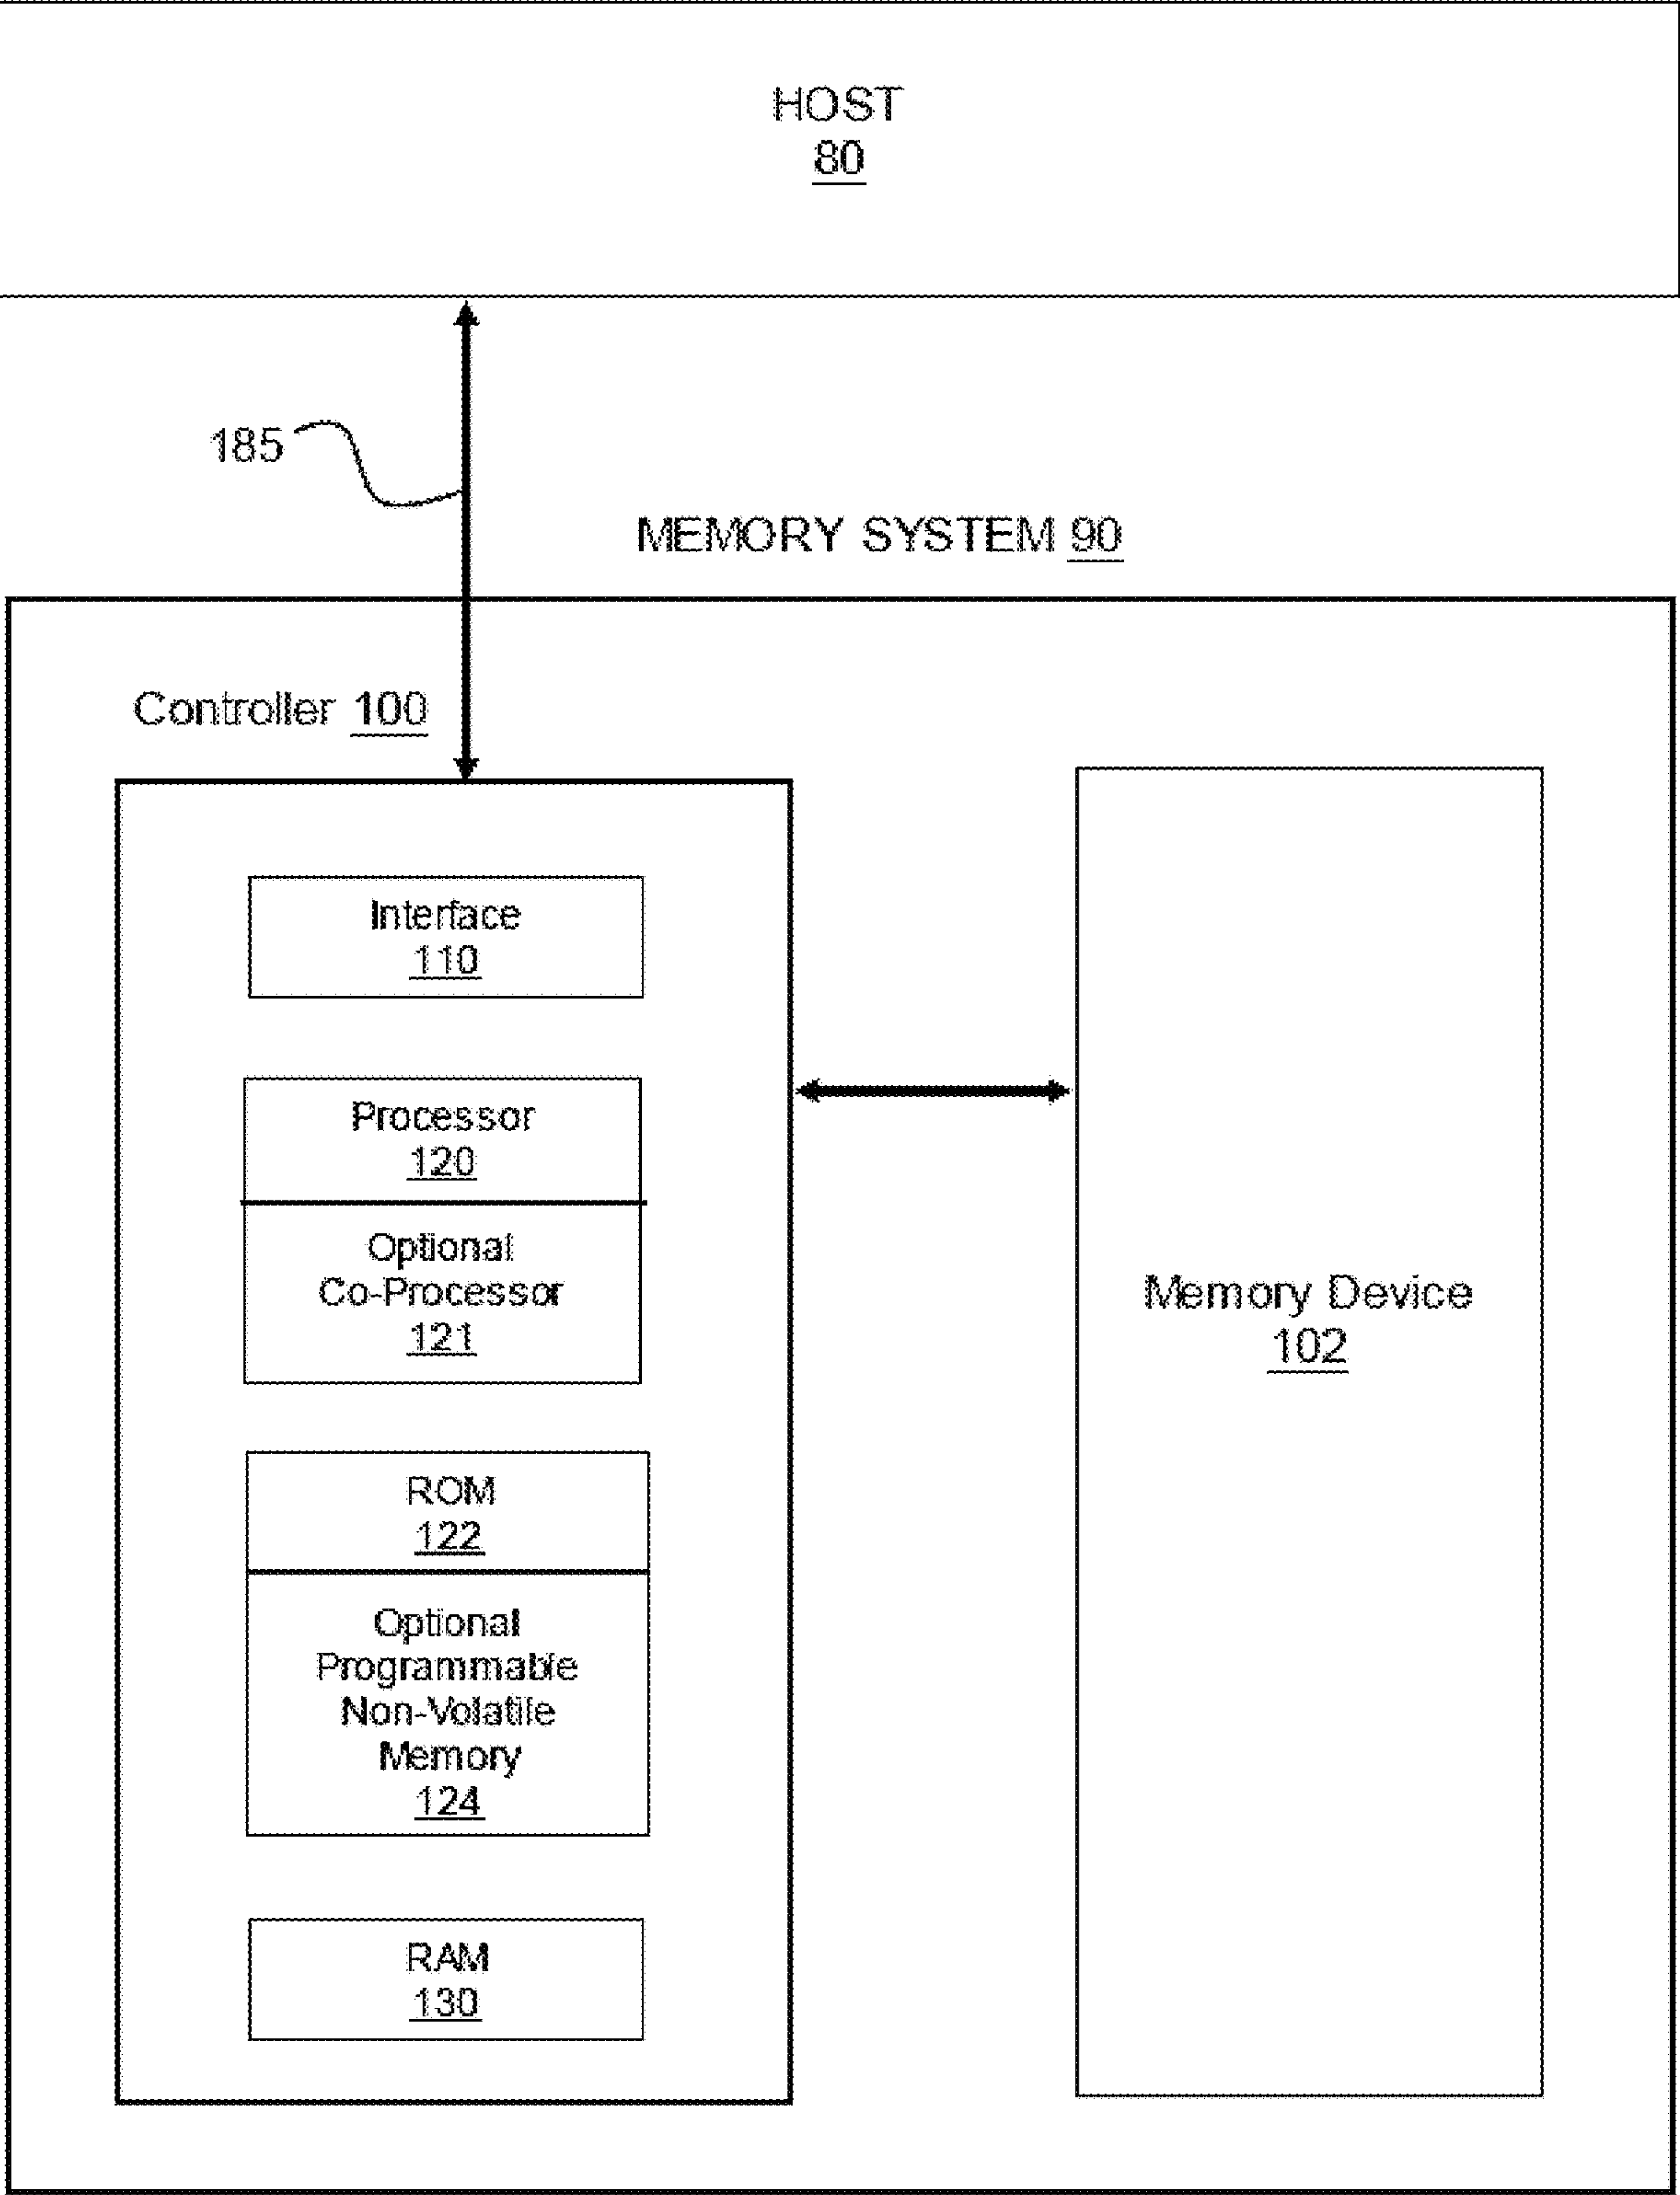 HOST
80
185
MEMORY SYSTEM 90
Controller 100
Interface
110
Processor
120
Optional
Co-Processor
121
ROM
122
Optional
Programmable
Non-Volatile
Memory
124
RAM
130
Memory Device
102